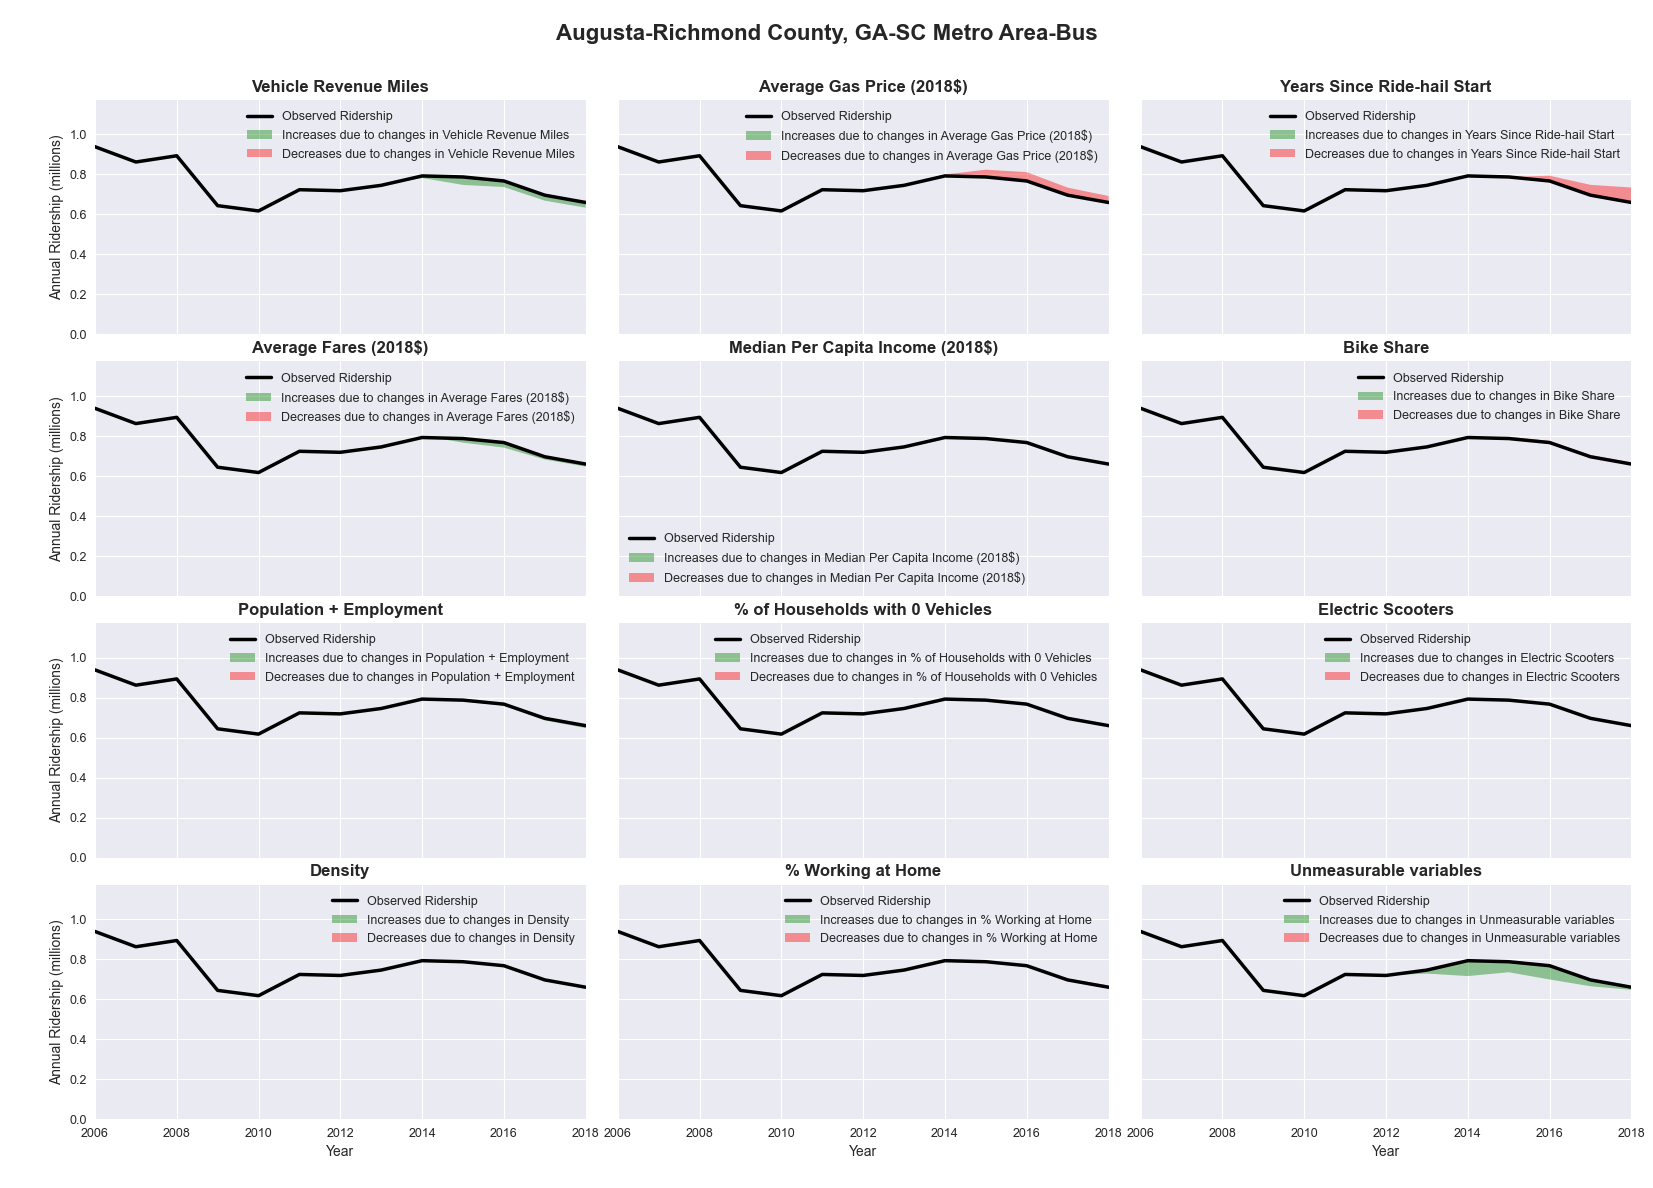 Augusta-Richmond County, GA-SC Metro Area-Bus
Vehicle Revenue Miles
Observed Ridership
Increases due to changes in Vehicle Revenue Miles
Decreases due to changes in Vehicle Revenue Miles
Annual Ridership (millions)
1.0
0.8
0.6
0.4
0.2
0.0
Average Gas Price (2018$)
Observed Ridership
Increases due to changes in Average Gas Price (2018$)
Decreases due to changes in Average Gas Price (2018$)
Years Since Ride-hail Start
Observed Ridership
Increases due to changes in Years Since Ride-hail Start
Decreases due to changes in Years Since Ride-hail Start
Average Fares (2018$)
Observed Ridership
Increases due to changes in Average Fares (2018$)
Decreases due to changes in Average Fares (2018$)
Annual Ridership (millions)
1.0
0.8
0.6
0.4
0.2
0.0
Median Per Capita Income (2018$)
Observed Ridership
Increases due to changes in Median Per Capita Income (2018$)
Decreases due to changes in Median Per Capita Income (2018$)
Bike Share
Observed Ridership
Increases due to changes in Bike Share
Decreases due to changes in Bike Share
Population + Employment
Observed Ridership
Increases due to changes in Population + Employment
Decreases due to changes in Population + Employment
Annual Ridership (millions)
1.0
0.8
0.6
0.4
0.2
0.0
% of Households with 0 Vehicles
Observed Ridership
Increases due to changes in % of Households with 0 Vehicles
Decreases due to changes in % of Households with 0 Vehicles
Electric Scooters
Observed Ridership
Increases due to changes in Electric Scooters
Decreases due to changes in Electric Scooters
Density
Observed Ridership
Increases due to changes in Density
Decreases due to changes in Density
Annual Ridership (millions)
1.0
0.8
0.6
0.4
0.2
0.0
2006 2008 2010 2012 2014 2016 2018
Year
% Working at Home
Observed Ridership
Increases due to changes in % Working at Home
Decreases due to changes in % Working at Home
2006 2008 2010 2012 2014 2016 2018
Year
Unmeasurable variables
Observed Ridership
Increases due to changes in Unmeasurable variables
Decreases due to changes in Unmeasurable variables
2006 2008 2010 2012 2014 2016 2018
Year